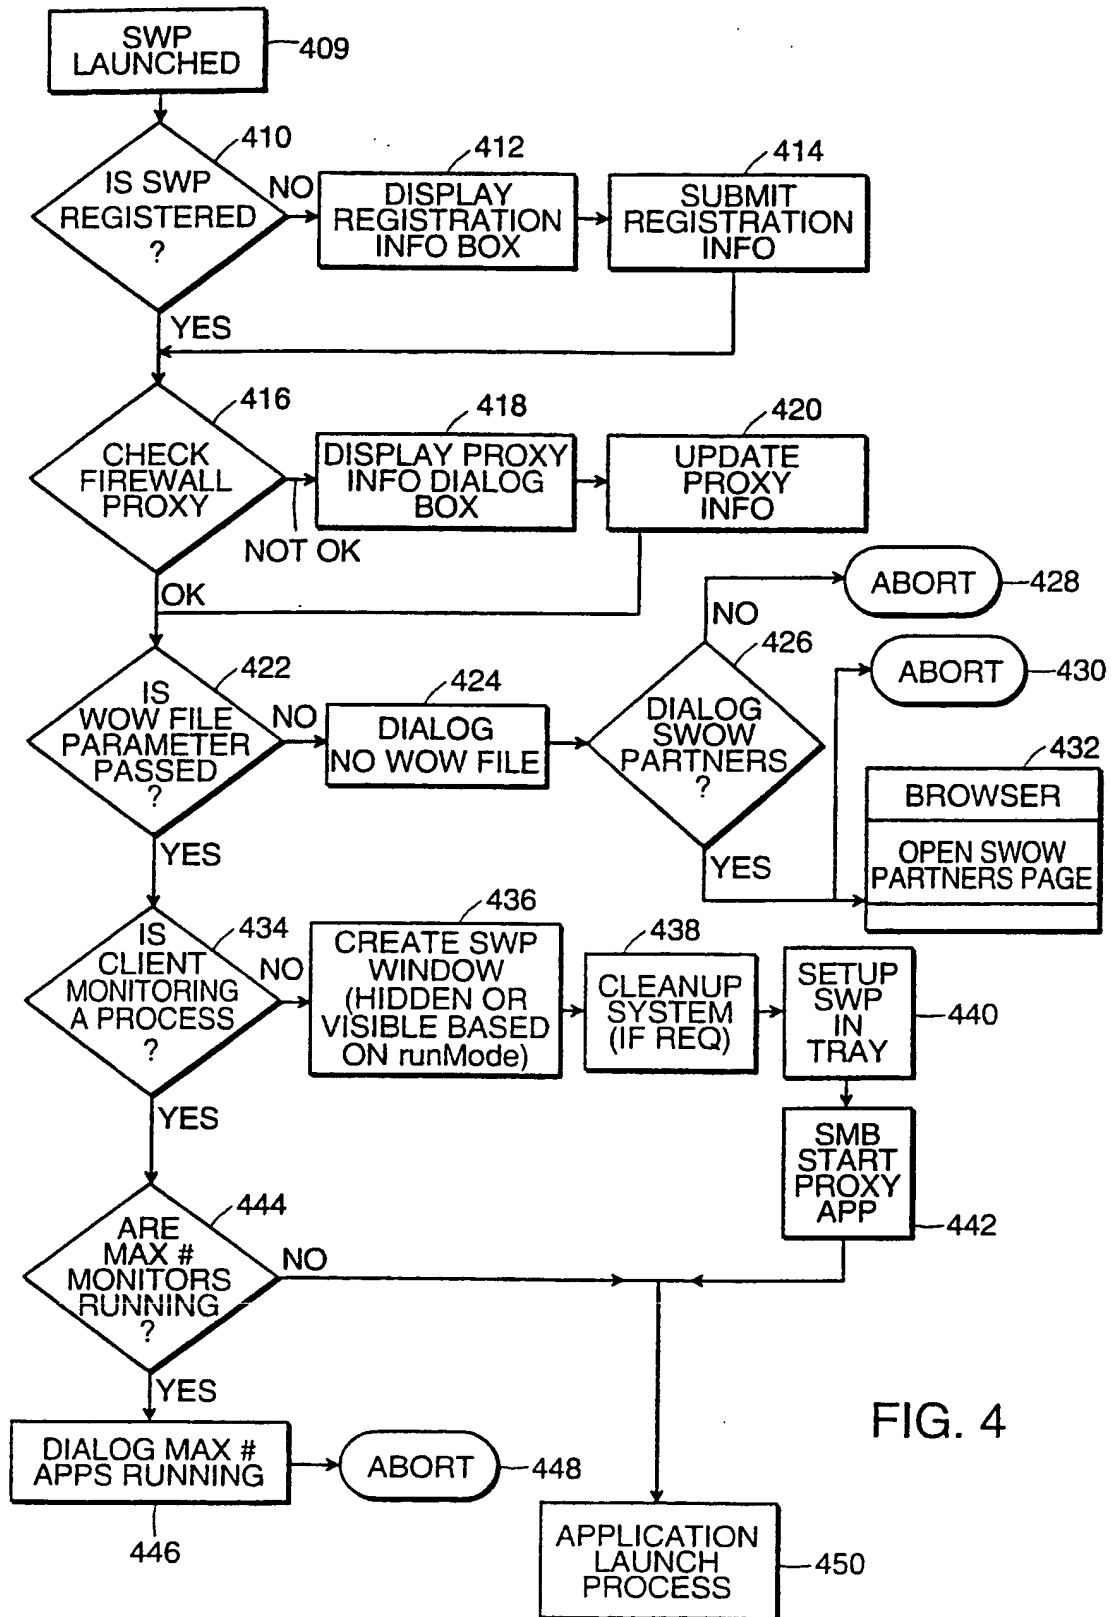 SWP
LAUNCHED
409
410
IS SWP
REGISTERED
?
NO
412
DISPLAY
REGISTRATION
INFO BOX
414
SUBMIT
REGISTRATION
INFO
YES
416
CHECK
FIREWALL
PROXY
NOT OK
418
DISPLAY PROXY
INFO DIALOG
BOX
420
UPDATE
PROXY
INFO
OK
422
IS
WOW FILE
PARAMETER
PASSED
?
NO
424
DIALOG
NO WOW FILE
426
DIALOG
SWOW
PARTNERS
?
NO
ABORT
428
ABORT
430
YES
432
BROWSER
OPEN SWOW
PARTNERS PAGE
YES
434
IS
CLIENT
MONITORING
A PROCESS
?
NO
436
CREATE SWP
WINDOW
(HIDDEN OR
VISIBLE BASED
ON runMode)
438
CLEANUP
SYSTEM
(IF REQ)
SETUP
SWP
IN
TRAY
440
SMB
START
PROXY
APP
442
YES
444
ARE
MAX #
MONITORS
RUNNING
?
NO
YES
DIALOG MAX #
APPS RUNNING
446
ABORT
448
APPLICATION
LAUNCH
PROCESS
450
FIG. 4